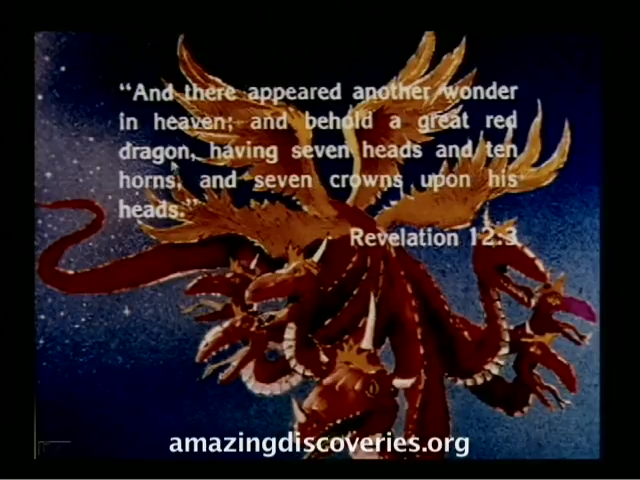 “And there appeared another wonder
in heaven; and behold a great red
dragon, having seven heads and ten
horns, and seven crowns upon his
heads.”
Revelation 12:3
amazingdiscoveries.org